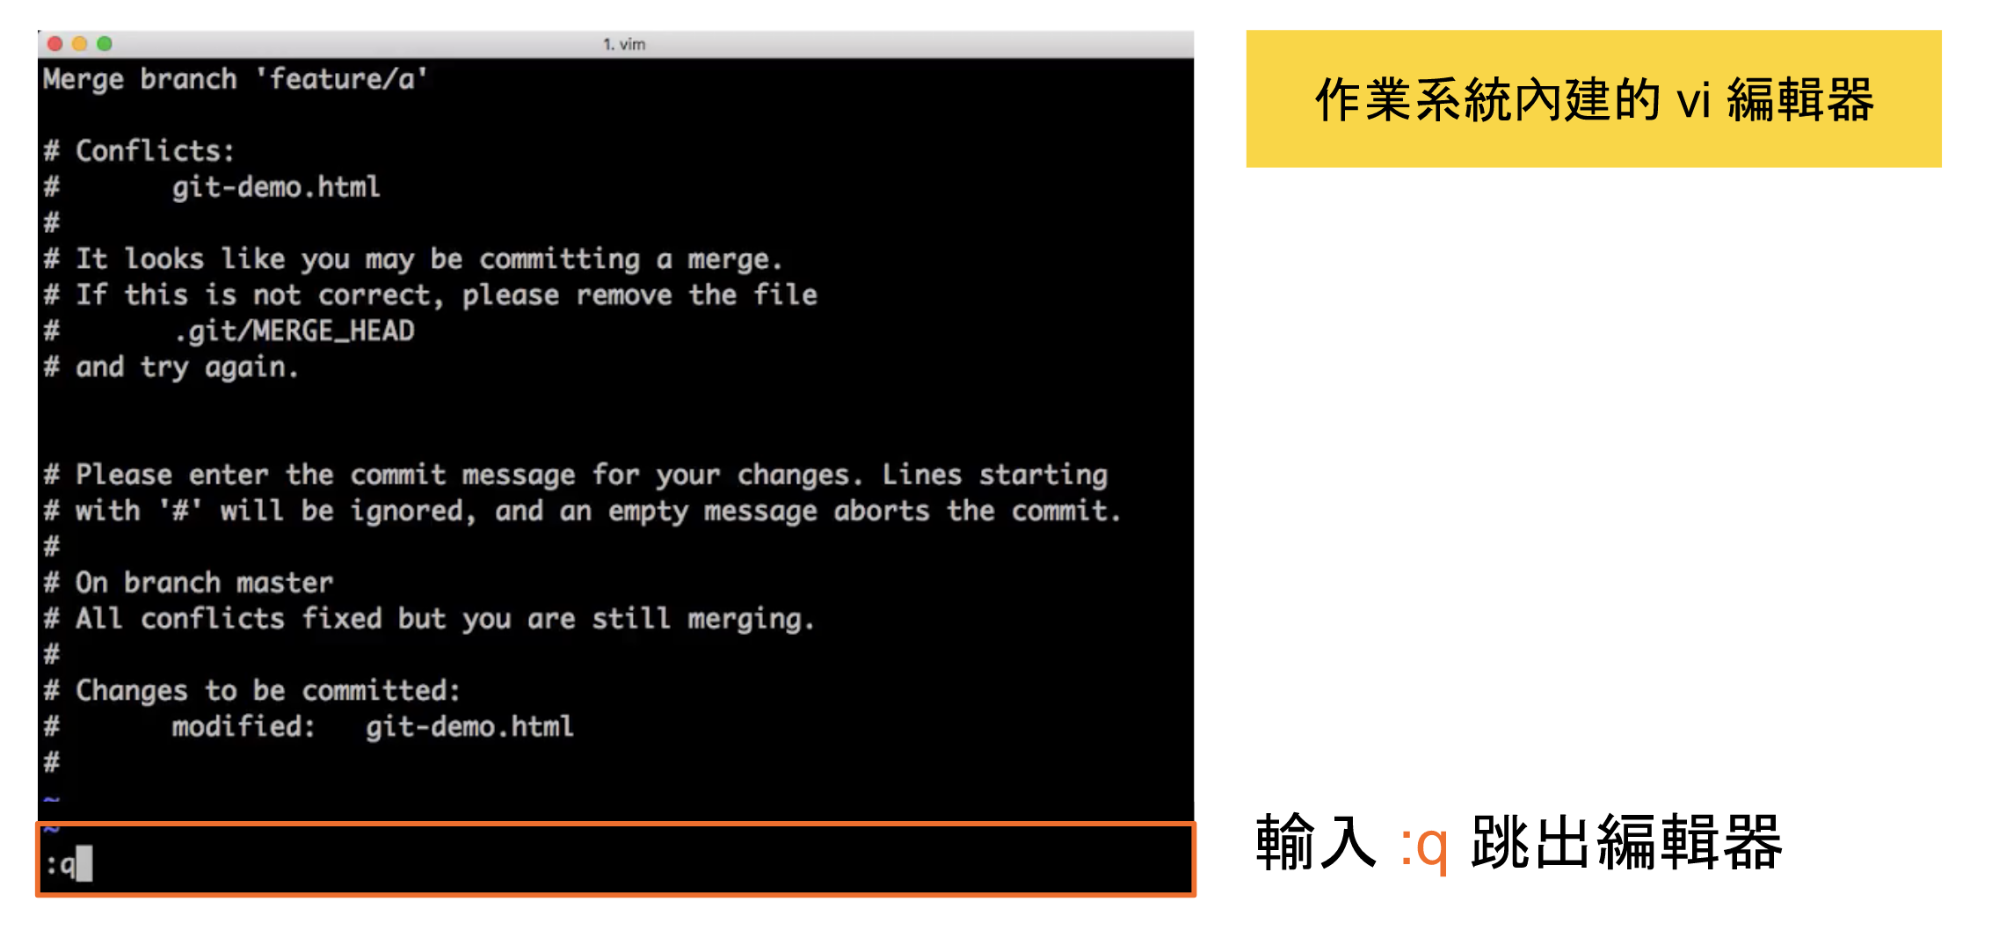 1. vim
Merge branch 'feature/a'
# Conflicts:
#       git-demo.html
#
# It looks like you may be committing a merge.
# If this is not correct, please remove the file
#       .git/MERGE_HEAD
# and try again.
# Please enter the commit message for your changes. Lines starting
# with '#' will be ignored, and an empty message aborts the commit.
#
# On branch master
# All conflicts fixed but you are still merging.
#
# Changes to be committed:
#       modified:   git-demo.html
#
~
~
:q
作業系統內建的 vi 編輯器
輸入 :q 跳出編輯器